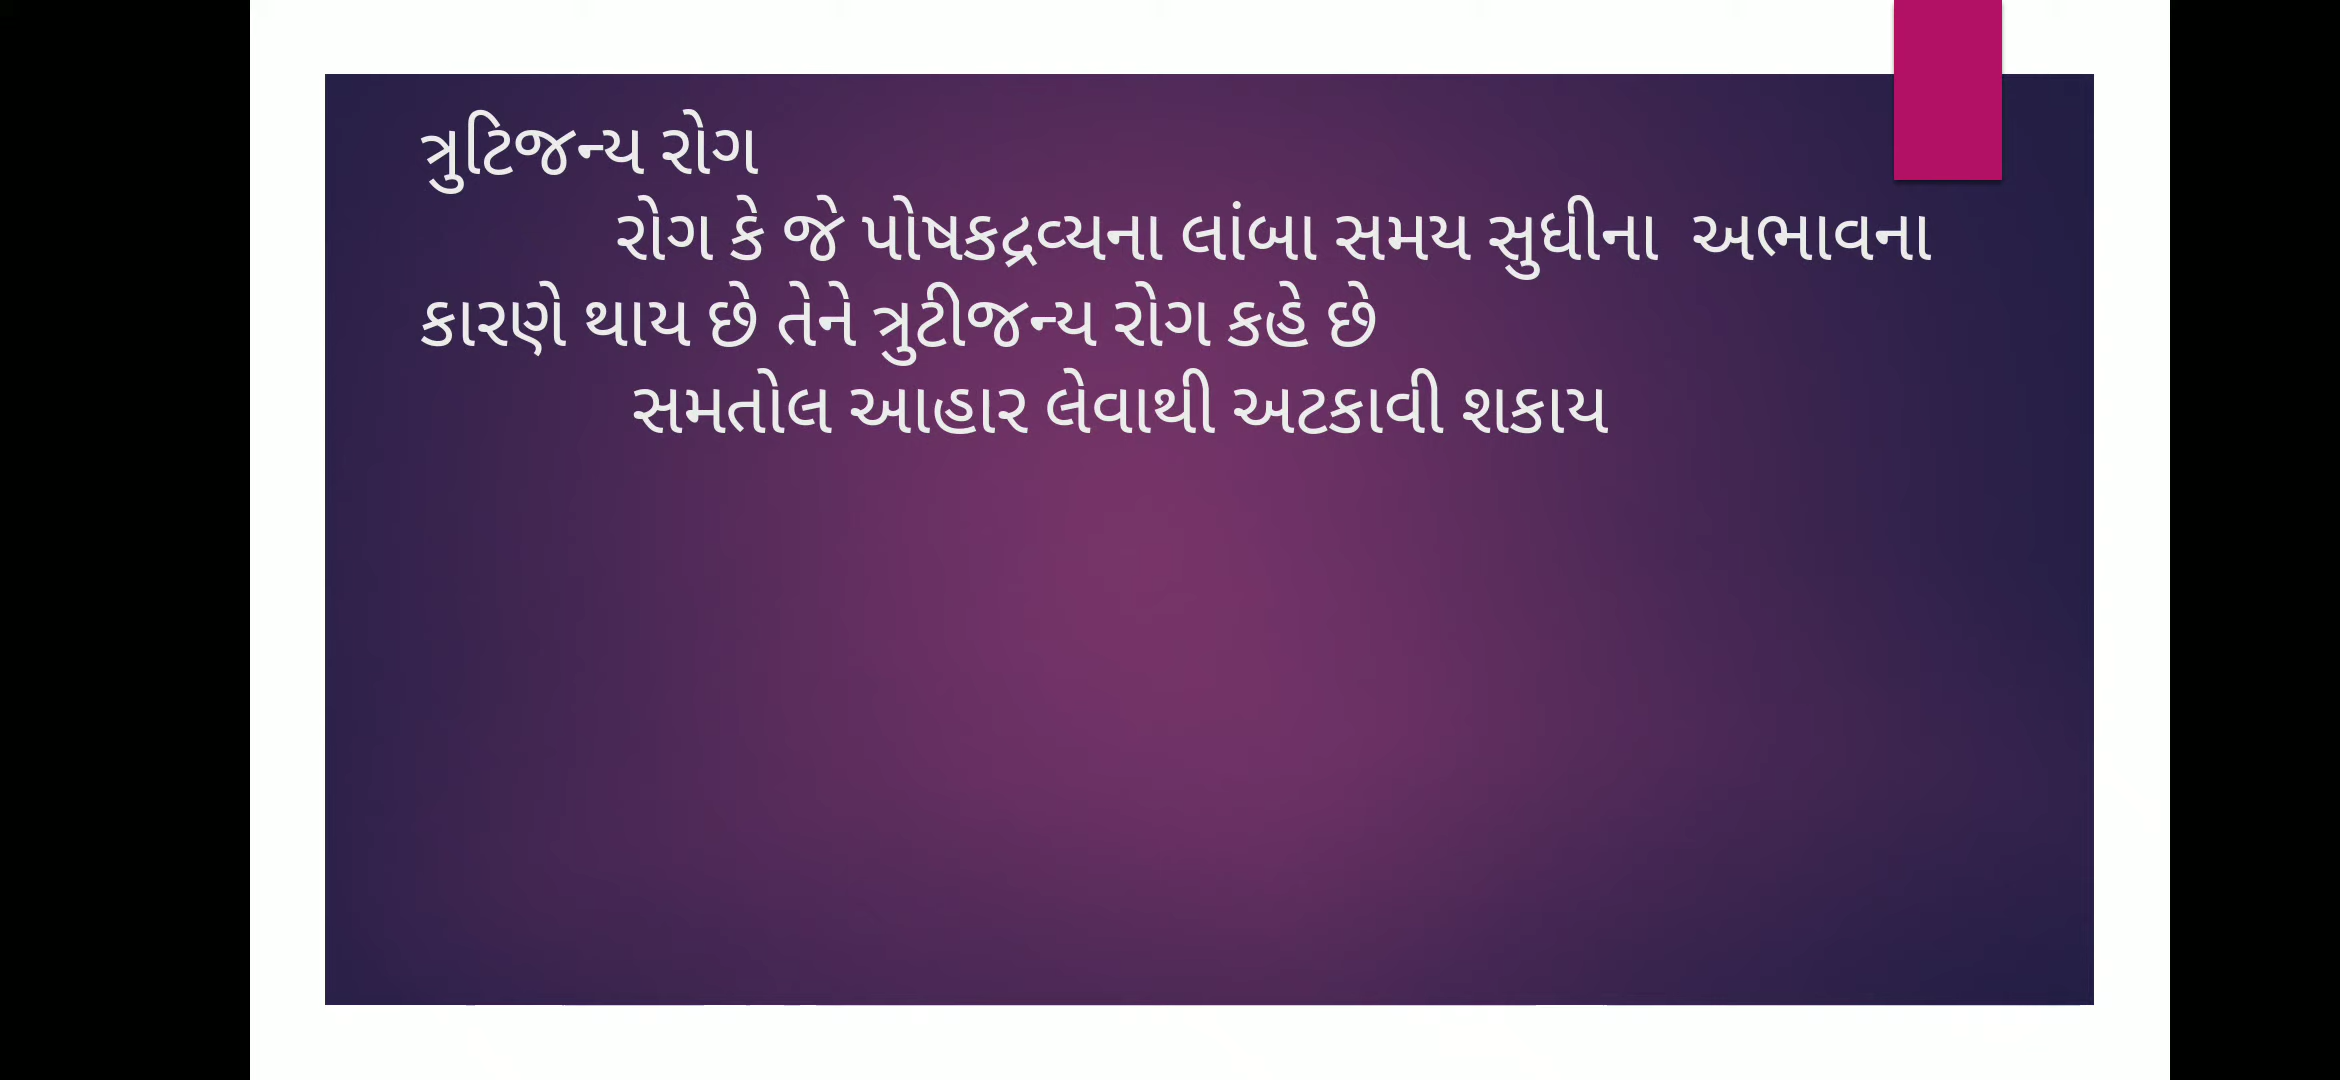 ત્રુટિજન્ય રોગ
રોગ કે જે પોષકદ્રવ્યના લાંબા સમય સુધીના  અભાવના
કારણે થાય છે તેને ત્રુટીજન્ય રોગ કહે છે
સમતોલ આહાર લેવાથી અટકાવી શકાય